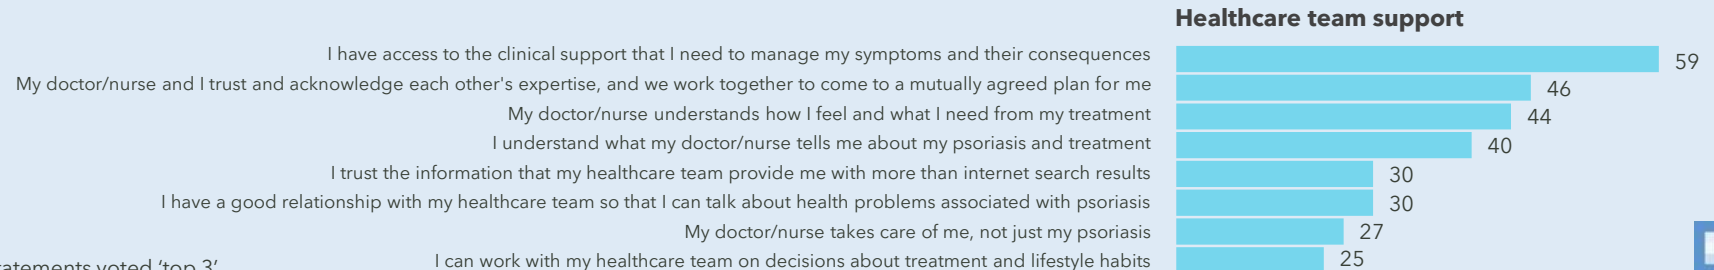 Healthcare team support
I have access to the clinical support that I need to manage my symptoms and their consequences 59
My doctor/nurse and I trust and acknowledge each other's expertise, and we work together to come to a mutually agreed plan for me 46
My doctor/nurse understands how I feel and what I need from my treatment 44
I understand what my doctor/nurse tells me about my psoriasis and treatment 40
I trust the information that my healthcare team provide me with more than internet search results 30
I have a good relationship with my healthcare team so that I can talk about health problems associated with psoriasis 30
My doctor/nurse takes care of me, not just my psoriasis 27
I can work with my healthcare team on decisions about treatment and lifestyle habits 25
voted 'top 3'